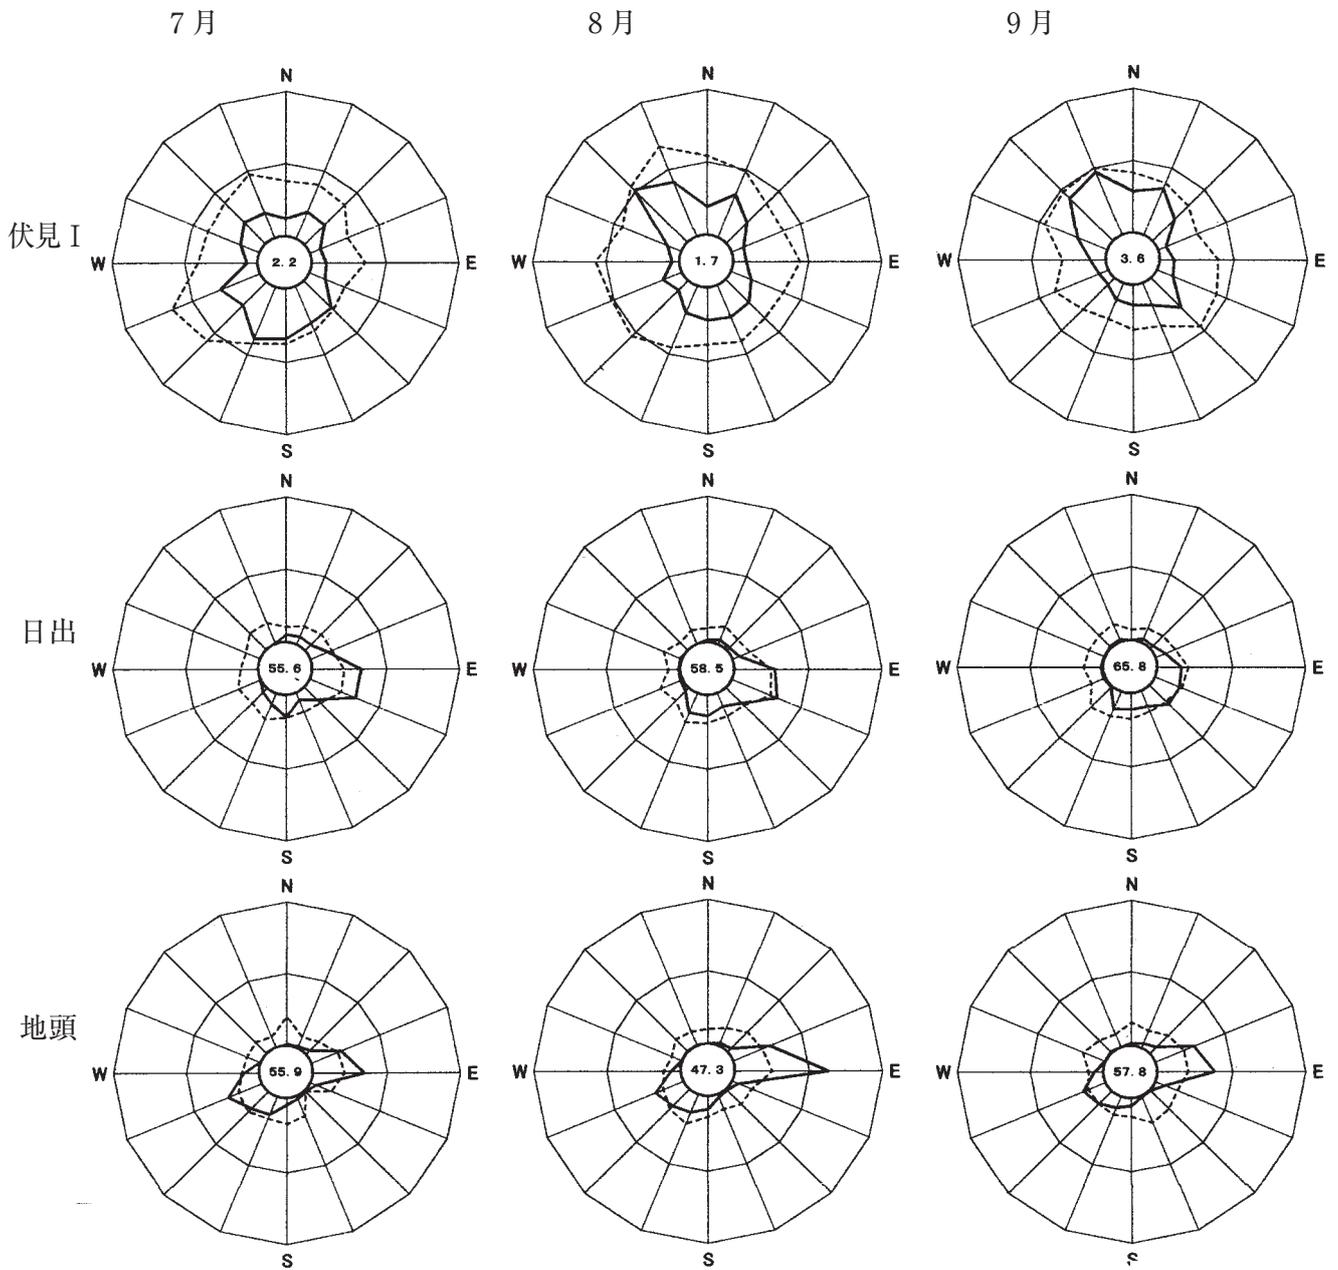 7月 8月 9月
N N N
伏見I W 2.2 E W 1.7 E W 3.6 E
S S S
N N N
日出 W 55.6 E W 58.5 E W 65.8 E
S S S
N N N
地頭 W 55.9 E W 47.3 E W 57.8 E
S S S